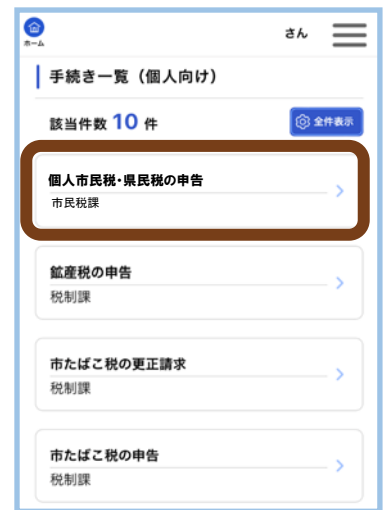 ホーム
さん
手続き一覧（個人向け）
該当件数 10 件
全件表示
個人市民税・県民税の申告
市民税課
鉱産税の申告
税制課
市たばこ税の更正請求
税制課
市たばこ税の申告
税制課